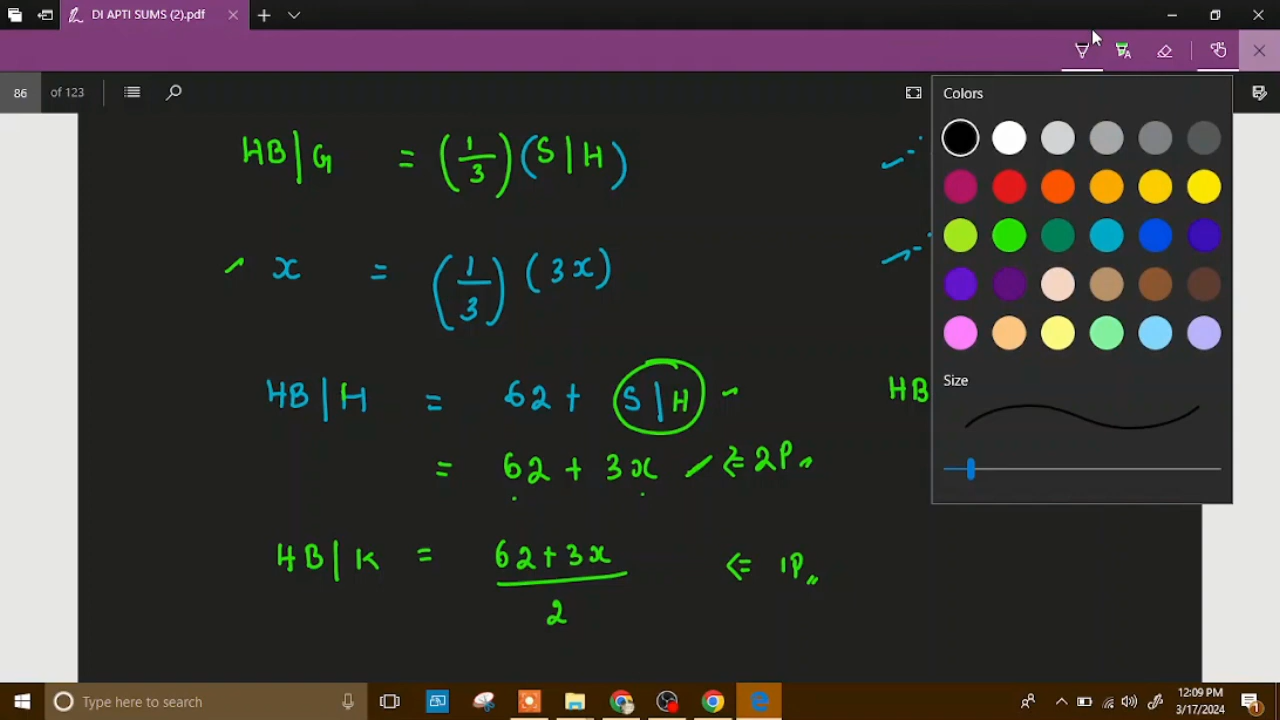 DI APTI SUMS (2).pdf
86 of 123
Colors
HB|G = (1/3)(S|H)
x = (1/3)(3x)
HB|H = 62 + S|H
HB
= 62 + 3x <= 2P
Size
HB|K = 62+3x / 2 <= 1P
Type here to search
12:09 PM
3/17/2024